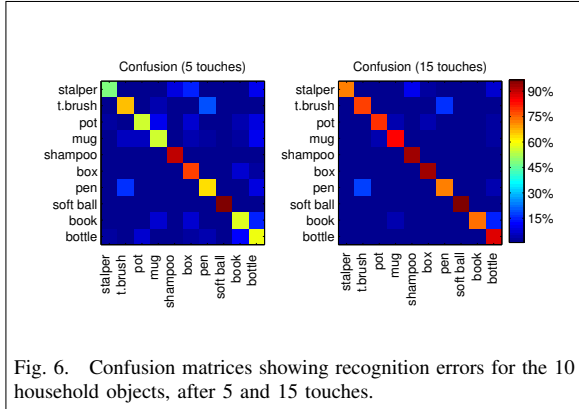 Confusion (5 touches)
Confusion (15 touches)
stalper
t.brush
pot
mug
shampoo
box
pen
soft ball
book
bottle
stalper
t.brush
pot
mug
shampoo
box
pen
soft ball
book
bottle
stalper
t.brush
pot
mug
shampoo
box
pen
soft ball
book
bottle
stalper
t.brush
pot
mug
shampoo
box
pen
soft ball
book
bottle
90%
75%
60%
45%
30%
15%
Fig. 6. Confusion matrices showing recognition errors for the 10
household objects, after 5 and 15 touches.